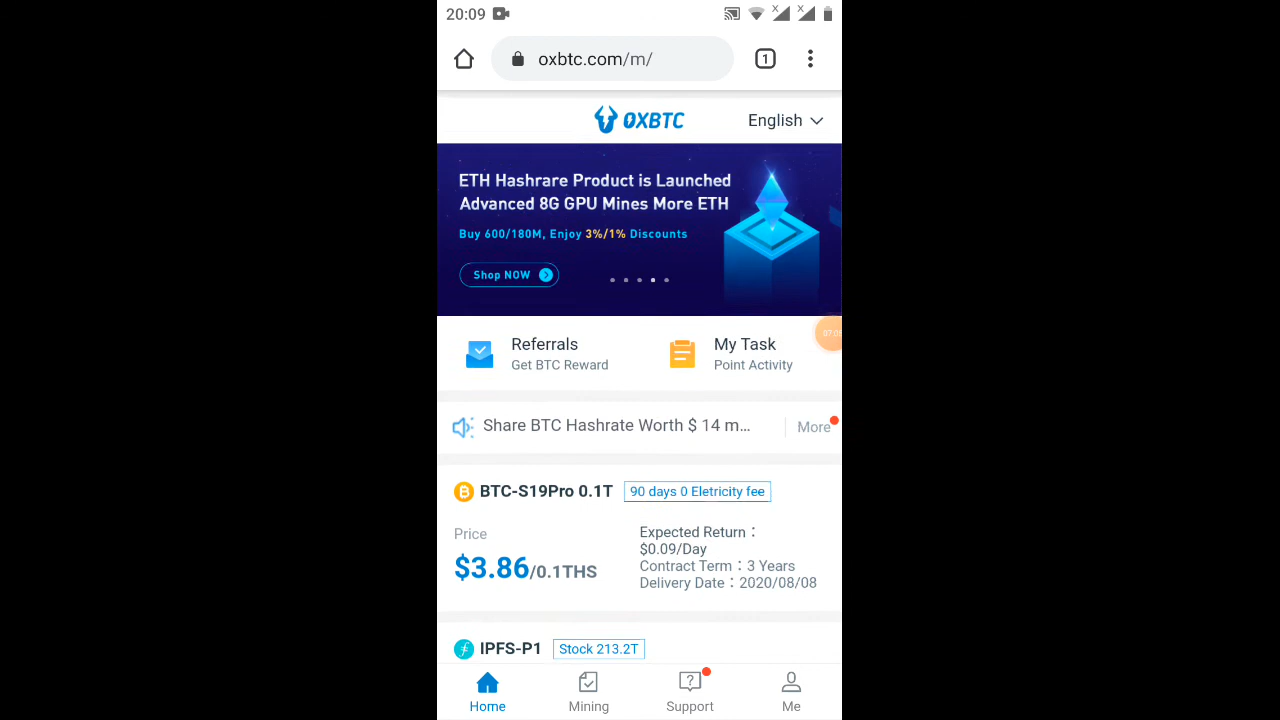 20:09
oxbtc.com/m/
1
OXBTC
English
ETH Hashrare Product is Launched
Advanced 8G GPU Mines More ETH
Buy 600/180M, Enjoy 3%/1% Discounts
Shop NOW
Referrals
Get BTC Reward
My Task
Point Activity
Share BTC Hashrate Worth $ 14 m...
More
BTC-S19Pro 0.1T
90 days 0 Eletricity fee
Price
$3.86/0.1THS
Expected Return：
$0.09/Day
Contract Term：3 Years
Delivery Date：2020/08/08
IPFS-P1
Stock 213.2T
Home
Mining
Support
Me